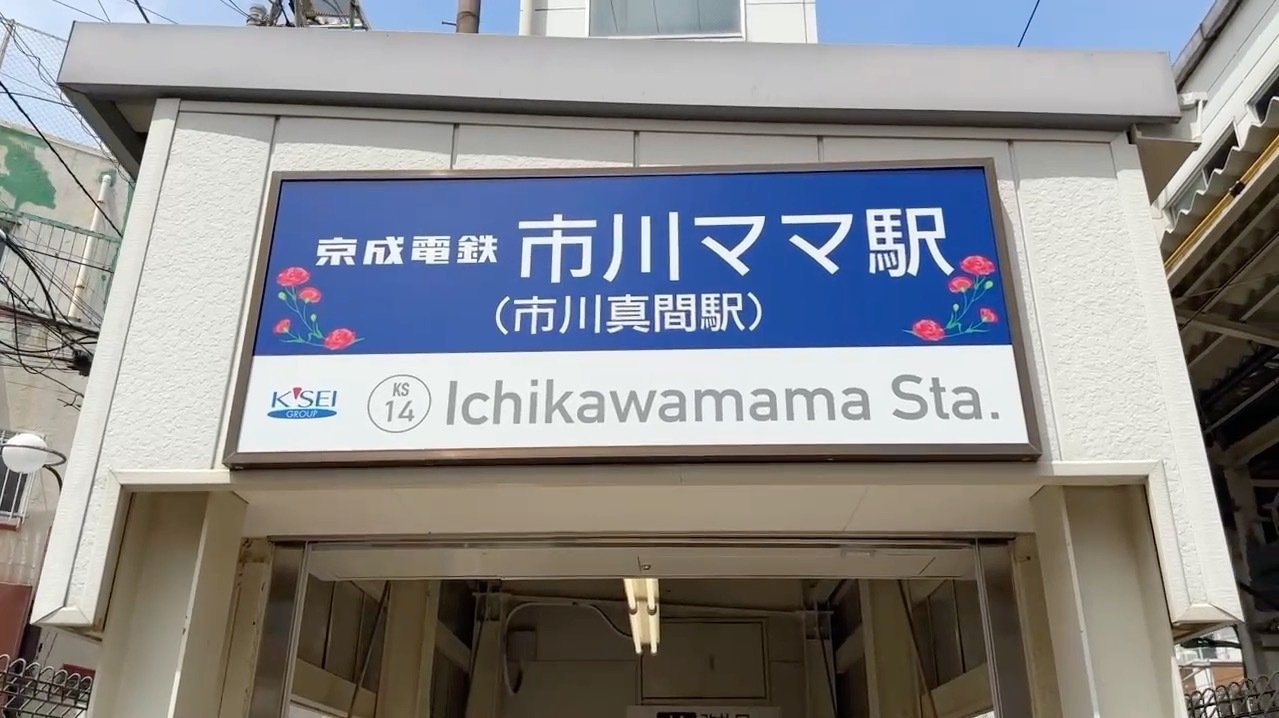 京成電鉄 市川ママ駅
(市川真間駅)
K'SEI
GROUP
KS
14
Ichikawamama Sta.